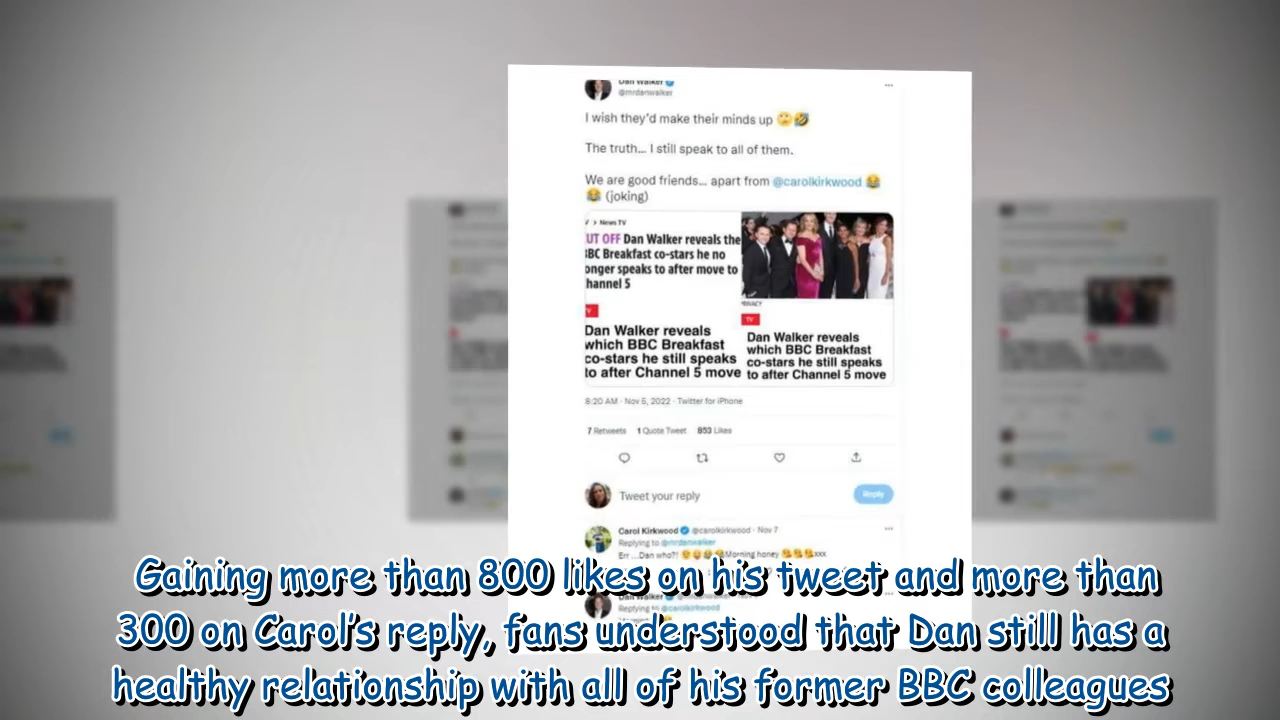 Dan Walker
@mrdanwalker
I wish they'd make their minds up 🙄🤣
The truth... I still speak to all of them.
We are good friends... apart from @carolkirkwood 😂
😂 (joking)
> News TV
UT OFF Dan Walker reveals the
BC Breakfast co-stars he no
onger speaks to after move to
hannel 5
V
Dan Walker reveals
which BBC Breakfast
co-stars he still speaks
to after Channel 5 move
TV
Dan Walker reveals
which BBC Breakfast
co-stars he still speaks
to after Channel 5 move
8:20 AM · Nov 5, 2022 · Twitter for iPhone
7 Retweets 1 Quote Tweet 853 Likes
Tweet your reply
Reply
Carol Kirkwood @carolkirkwood · Nov 7
Replying to @mrdanwalker
Err ...Dan who?! Morning honey 😘😘😘xxx
Dan Walker
Replying to @carolkirkwood
Gaining more than 800 likes on his tweet and more than
300 on Carol's reply, fans understood that Dan still has a
healthy relationship with all of his former BBC colleagues